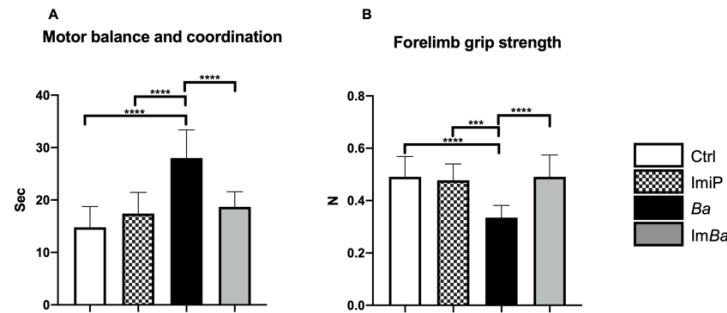 A
Motor balance and coordination
Sec
40
30
20
10
0
****
****
****
B
Forelimb grip strength
N
0.8
0.6
0.4
0.2
0.0
****
***
****
Ctrl
ImiP
Ba
ImBa